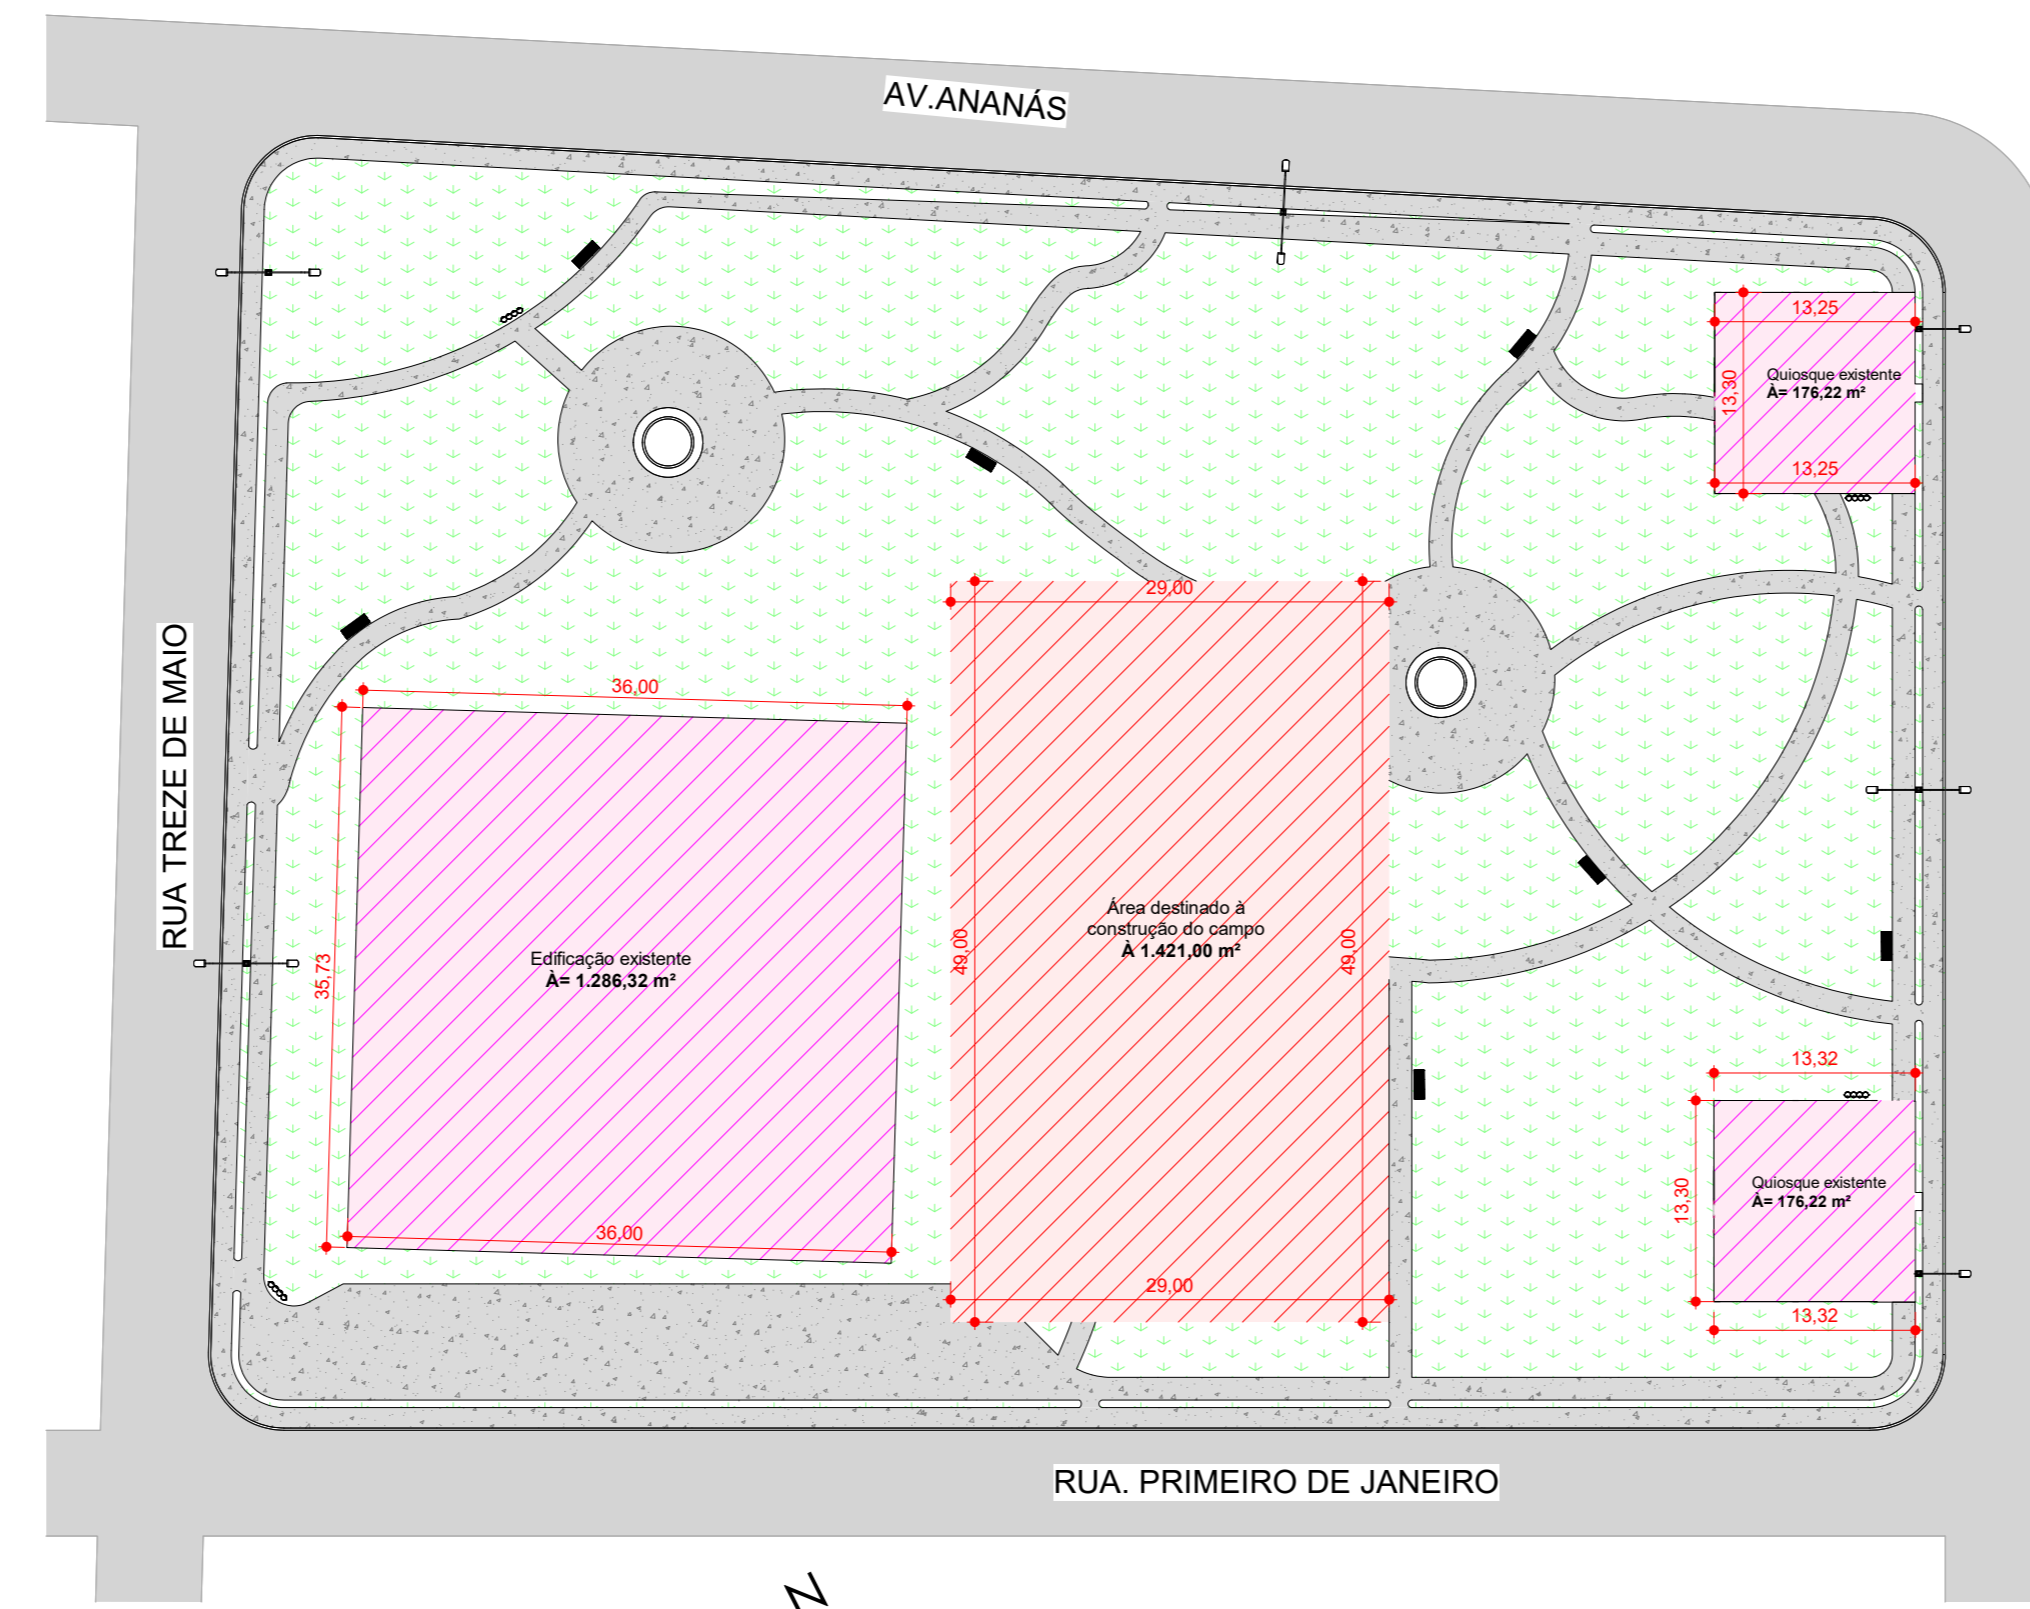 AV.ANANÁS
13,25
13,30
Quiosque existente
À= 176,22 m²
13,25
29,00
RUA TREZE DE MAIO
36,00
35,73
Edificação existente
À= 1.286,32 m²
36,00
49,00
Área destinado à
construção do campo
À 1.421,00 m²
49,00
29,00
13,32
13,30
Quiosque existente
À= 176,22 m²
13,32
RUA. PRIMEIRO DE JANEIRO
N